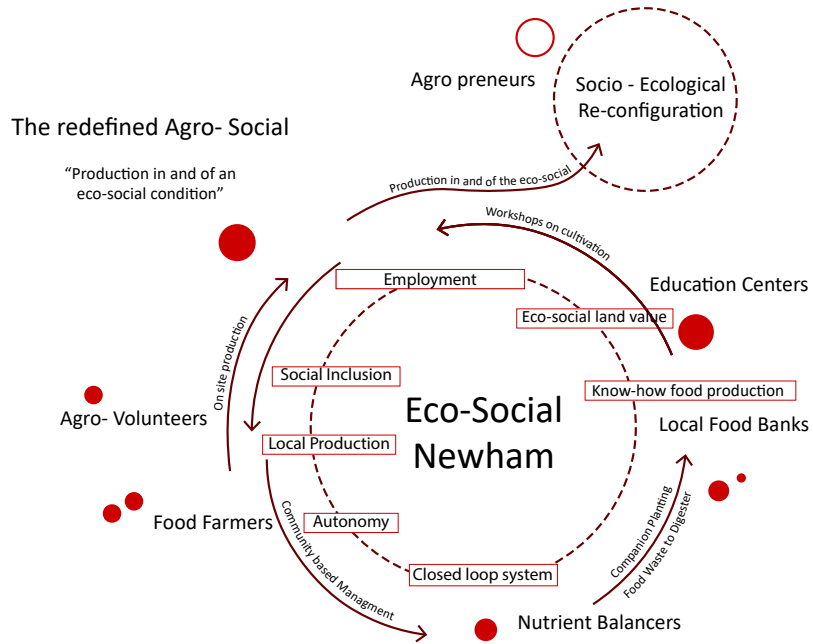 Agro preneurs
Socio - Ecological
Re-configuration
The redefined Agro- Social
“Production in and of an
eco-social condition”
Production in and of the eco-social
Workshops on cultivation
Employment
Education Centers
Eco-social land value
On site production
Social Inclusion
Know-how food production
Agro- Volunteers
Eco-Social
Newham
Local Food Banks
Local Production
Food Farmers
Autonomy
Community based Managment
Companion Planting
Food Waste to Digester
Closed loop system
Nutrient Balancers